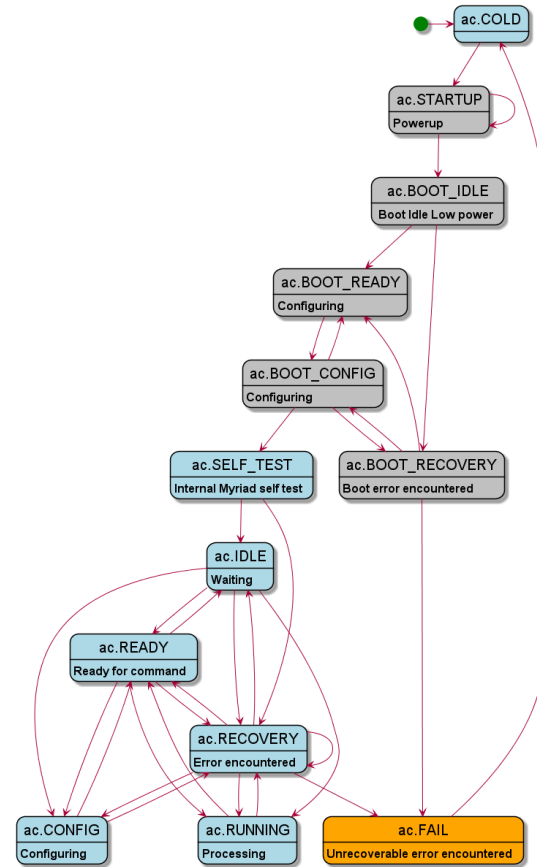 ac.COLD
ac.STARTUP
Powerup
ac.BOOT_IDLE
Boot Idle Low power
ac.BOOT_READY
Configuring
ac.BOOT_CONFIG
Configuring
ac.SELF_TEST
Internal Myriad self test
ac.BOOT_RECOVERY
Boot error encountered
ac.IDLE
Waiting
ac.READY
Ready for command
ac.RECOVERY
Error encountered
ac.CONFIG
Configuring
ac.RUNNING
Processing
ac.FAIL
Unrecoverable error encountered